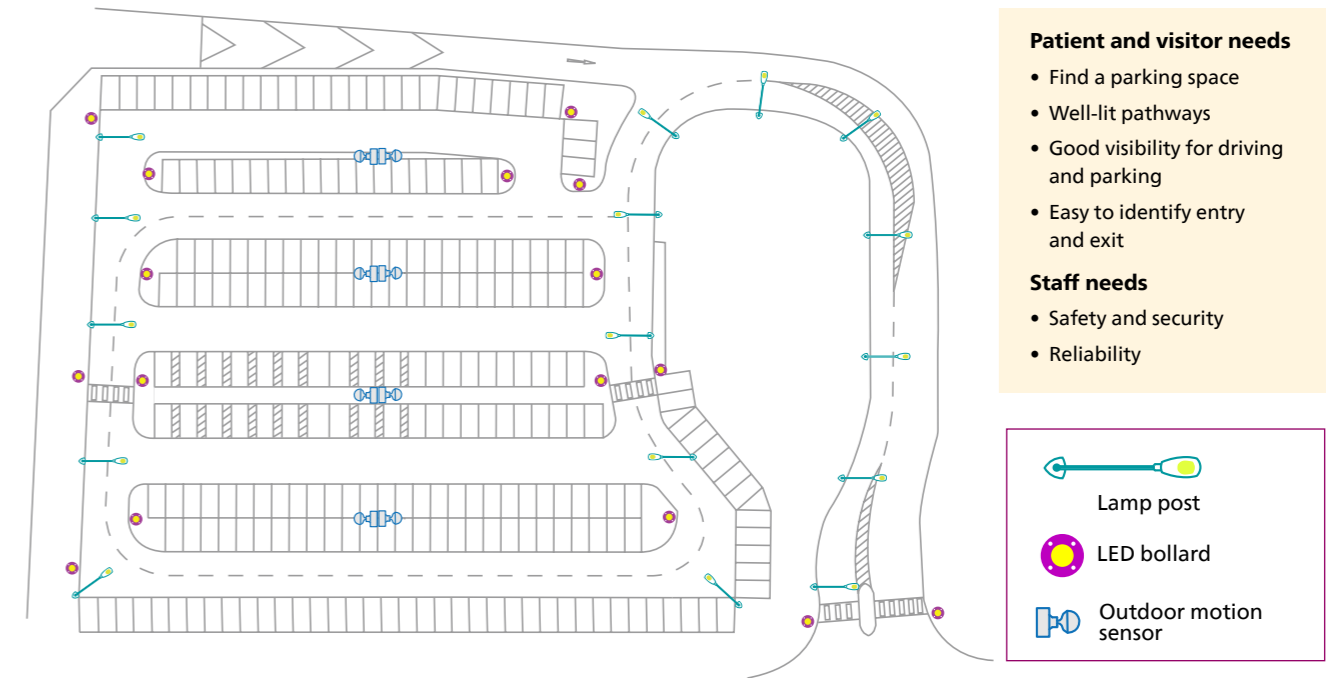 Patient and visitor needs
• Find a parking space
• Well-lit pathways
• Good visibility for driving
and parking
• Easy to identify entry
and exit
Staff needs
• Safety and security
• Reliability
Lamp post
LED bollard
Outdoor motion
sensor